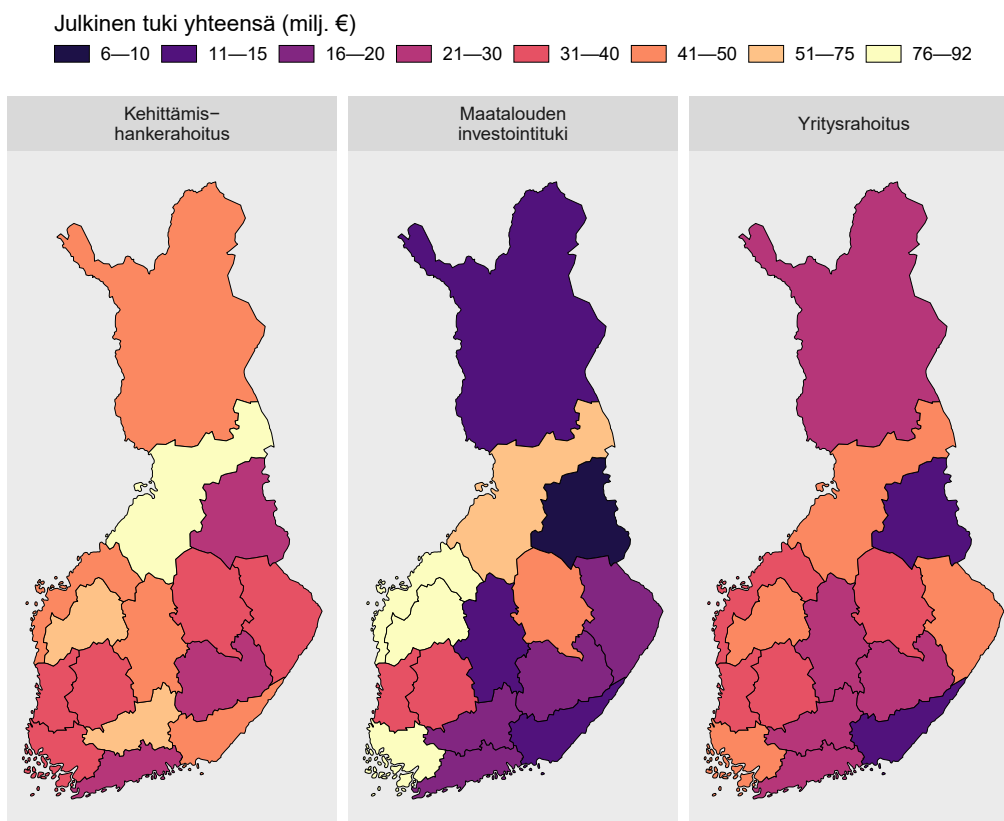 Julkinen tuki yhteensä (milj. €)
6—10 11—15 16—20 21—30 31—40 41—50 51—75 76—92
Kehittämis−
hankerahoitus
Maatalouden
investointituki
Yritysrahoitus